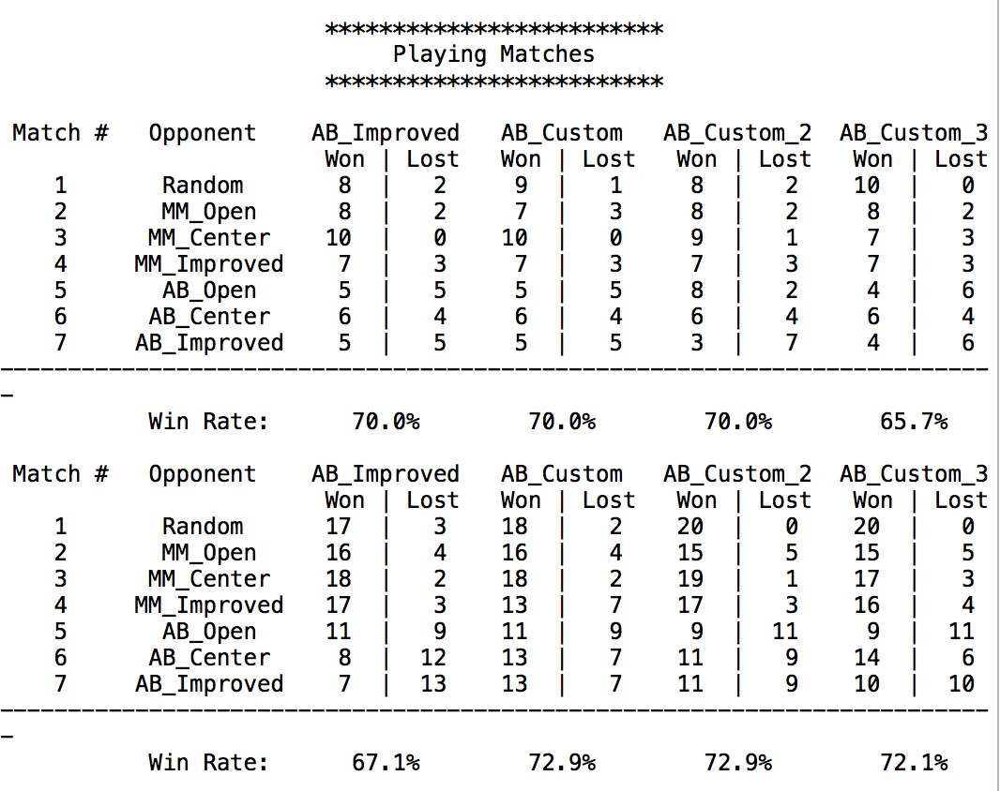 *************************
Playing Matches
*************************
Match # Opponent AB_Improved AB_Custom AB_Custom_2 AB_Custom_3
Won | Lost Won | Lost Won | Lost Won | Lost
1 Random 8 | 2 9 | 1 8 | 2 10 | 0
2 MM_Open 8 | 2 7 | 3 8 | 2 8 | 2
3 MM_Center 10 | 0 10 | 0 9 | 1 7 | 3
4 MM_Improved 7 | 3 7 | 3 7 | 3 7 | 3
5 AB_Open 5 | 5 5 | 5 8 | 2 4 | 6
6 AB_Center 6 | 4 6 | 4 6 | 4 6 | 4
7 AB_Improved 5 | 5 5 | 5 3 | 7 4 | 6
-------------------------------------------------------------------------
-
Win Rate: 70.0% 70.0% 70.0% 65.7%
Match # Opponent AB_Improved AB_Custom AB_Custom_2 AB_Custom_3
Won | Lost Won | Lost Won | Lost Won | Lost
1 Random 17 | 3 18 | 2 20 | 0 20 | 0
2 MM_Open 16 | 4 16 | 4 15 | 5 15 | 5
3 MM_Center 18 | 2 18 | 2 19 | 1 17 | 3
4 MM_Improved 17 | 3 13 | 7 17 | 3 16 | 4
5 AB_Open 11 | 9 11 | 9 9 | 11 9 | 11
6 AB_Center 8 | 12 13 | 7 11 | 9 14 | 6
7 AB_Improved 7 | 13 13 | 7 11 | 9 10 | 10
-------------------------------------------------------------------------
-
Win Rate: 67.1% 72.9% 72.9% 72.1%